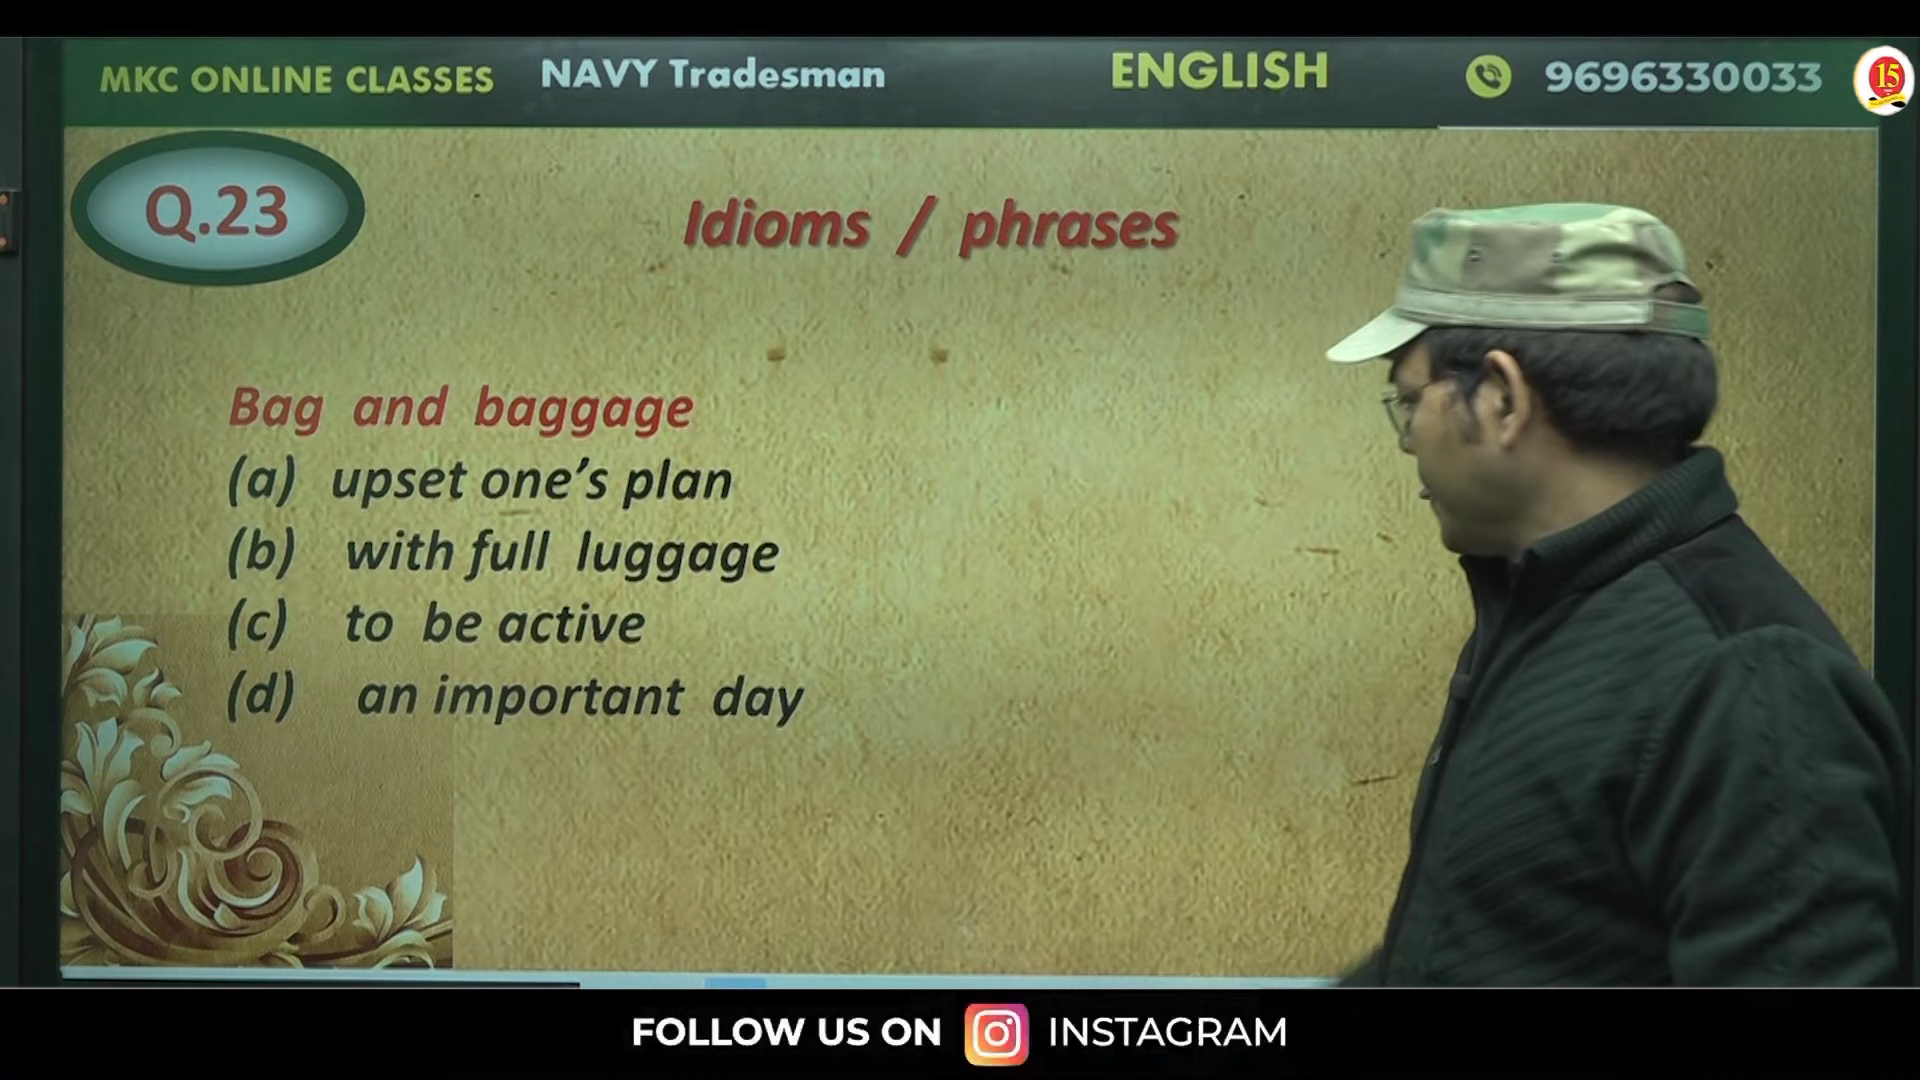 MKC ONLINE CLASSES NAVY Tradesman ENGLISH 9696330033 15
Q.23
Idioms / phrases
Bag and baggage
(a) upset one's plan
(b) with full luggage
(c) to be active
(d) an important day
FOLLOW US ON INSTAGRAM